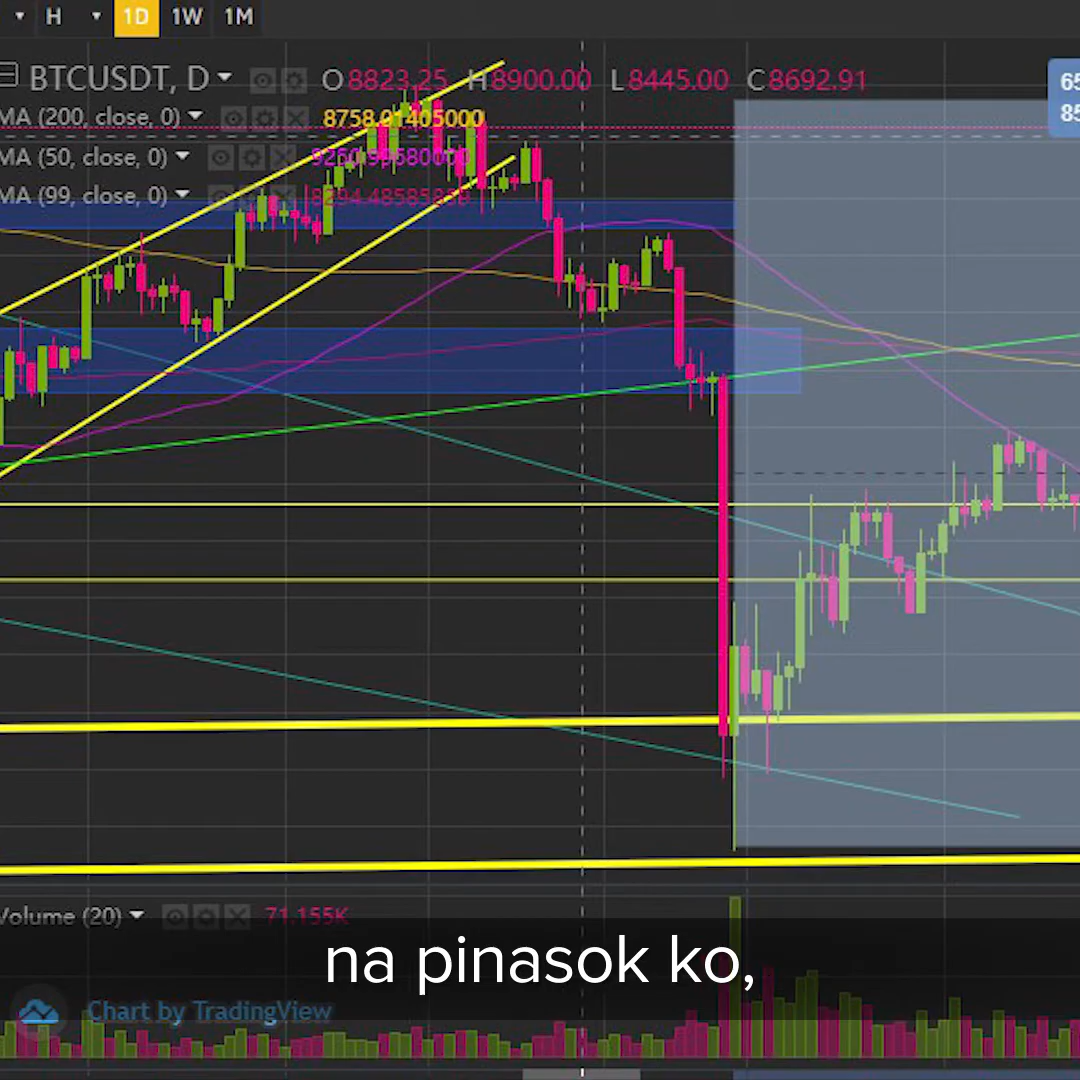 H 1D 1W 1M
BTCUSDT, D O8823.25 H8900.00 L8445.00 C8692.91
MA (200, close, 0) 8758.01405000
MA (50, close, 0)
MA (99, close, 0)
Volume (20) 71.155K
na pinasok ko,
Chart by TradingView